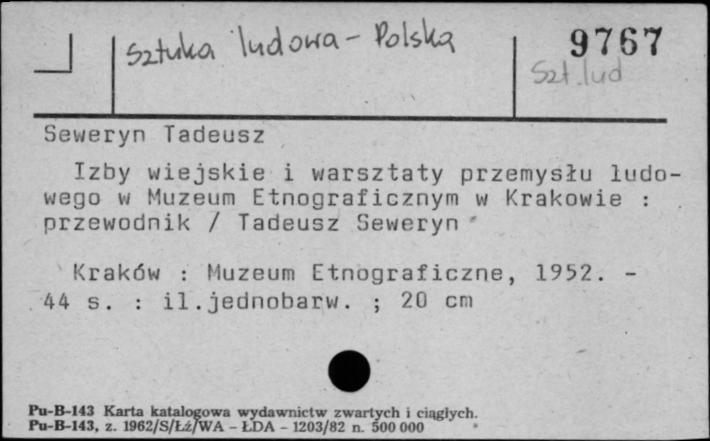 Sztuka ludowa - Polska
9767
Szt. lud
Seweryn Tadeusz
Izby wiejskie i warsztaty przemysłu ludo-
wego w Muzeum Etnograficznym w Krakowie :
przewodnik / Tadeusz Seweryn
Kraków : Muzeum Etnograficzne, 1952. -
44 s. : il.jednobarw. ; 20 cm
Pu-B-143 Karta katalogowa wydawnictw zwartych i ciągłych.
Pu-B-143, z. 1962/S/Łź/WA - ŁDA - 1203/82 n. 500 000